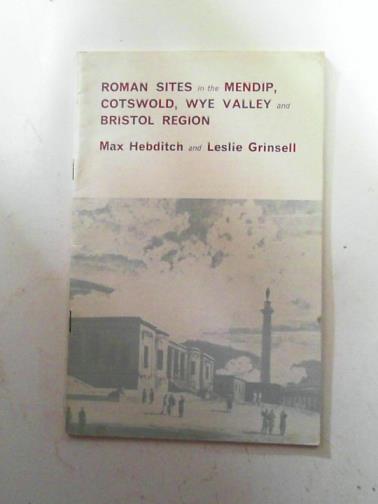 ROMAN SITES in the MENDIP,
COTSWOLD, WYE VALLEY and
BRISTOL REGION
Max Hebditch and Leslie Grinsell